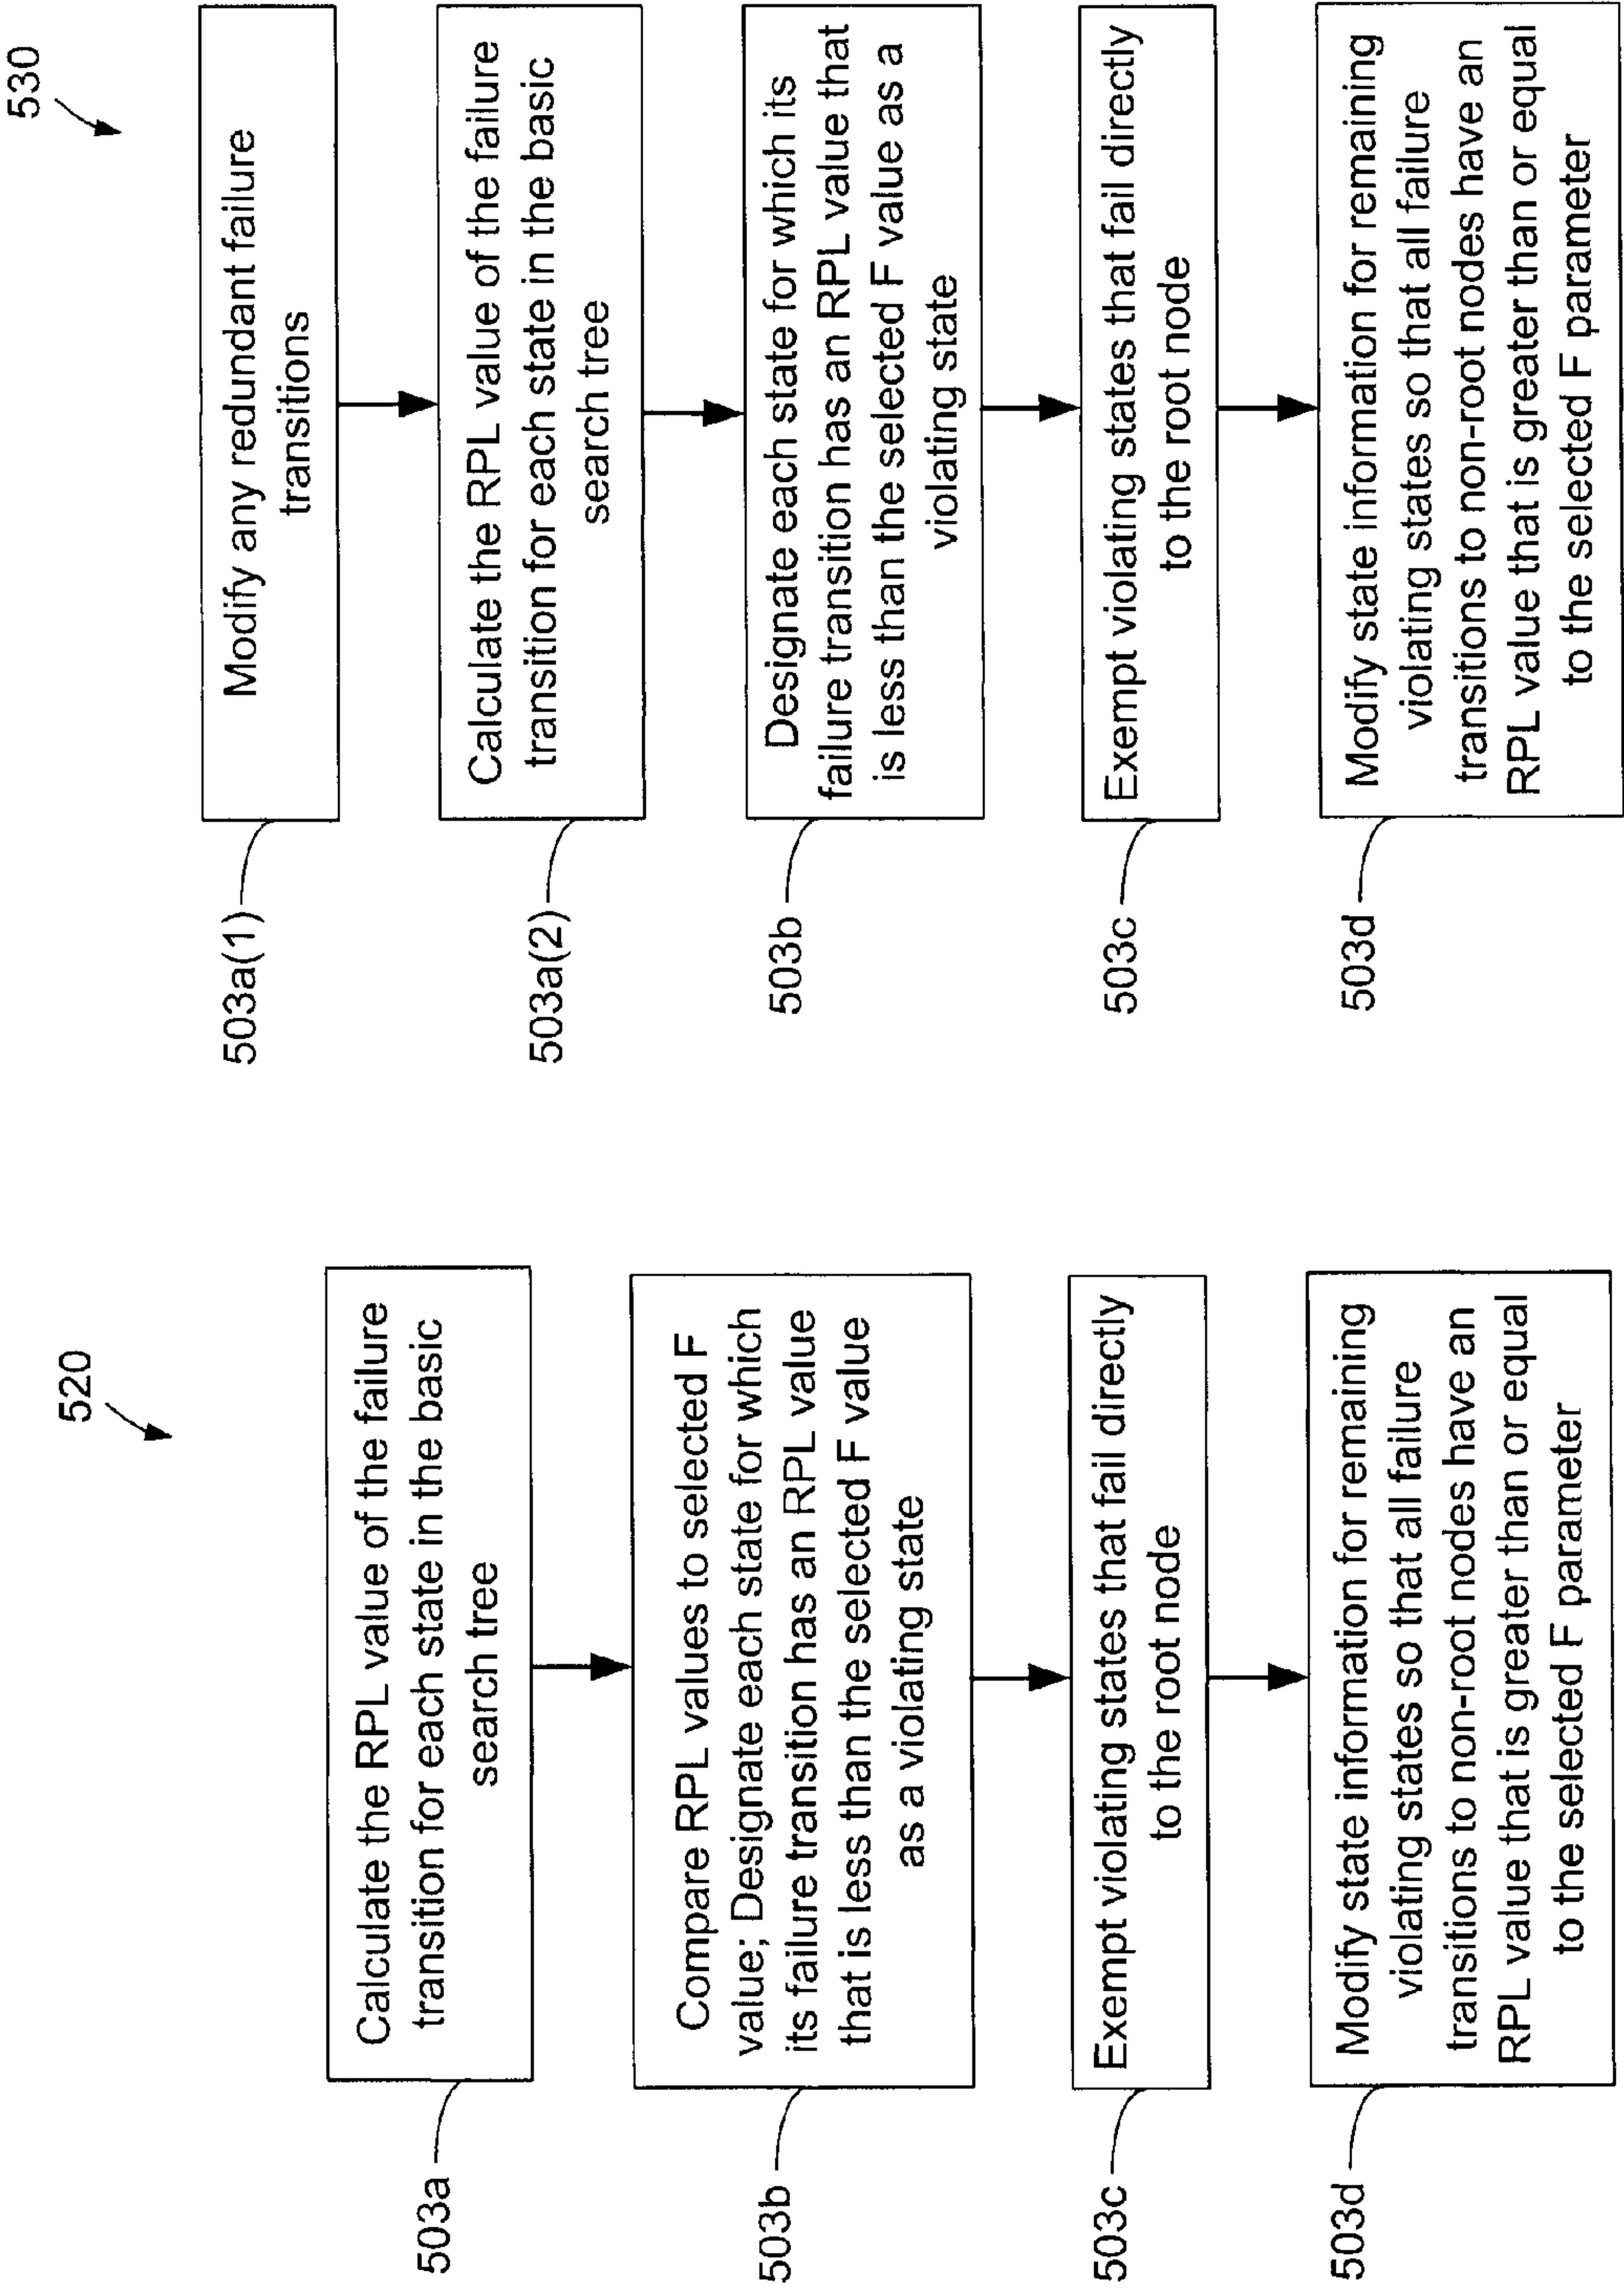 520
503a
Calculate the RPL value of the failure
transition for each state in the basic
search tree
503b
Compare RPL values to selected F
value; Designate each state for which
its failure transition has an RPL value
that is less than the selected F value
as a violating state
503c
Exempt violating states that fail directly
to the root node
503d
Modify state information for remaining
violating states so that all failure
transitions to non-root nodes have an
RPL value that is greater than or equal
to the selected F parameter
530
503a(1)
Modify any redundant failure
transitions
503a(2)
Calculate the RPL value of the failure
transition for each state in the basic
search tree
503b
Designate each state for which its
failure transition has an RPL value that
is less than the selected F value as a
violating state
503c
Exempt violating states that fail directly
to the root node
503d
Modify state information for remaining
violating states so that all failure
transitions to non-root nodes have an
RPL value that is greater than or equal
to the selected F parameter